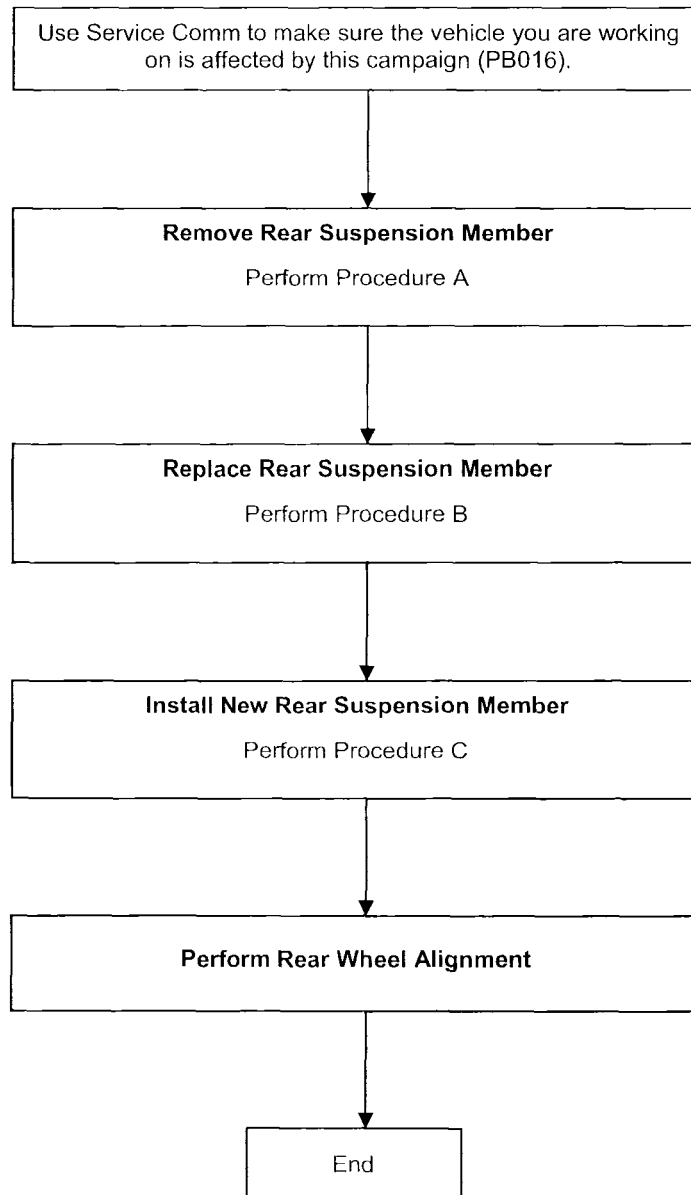 Use Service Comm to make sure the vehicle you are working
on is affected by this campaign (PB016).
Remove Rear Suspension Member
Perform Procedure A
Replace Rear Suspension Member
Perform Procedure B
Install New Rear Suspension Member
Perform Procedure C
Perform Rear Wheel Alignment
End